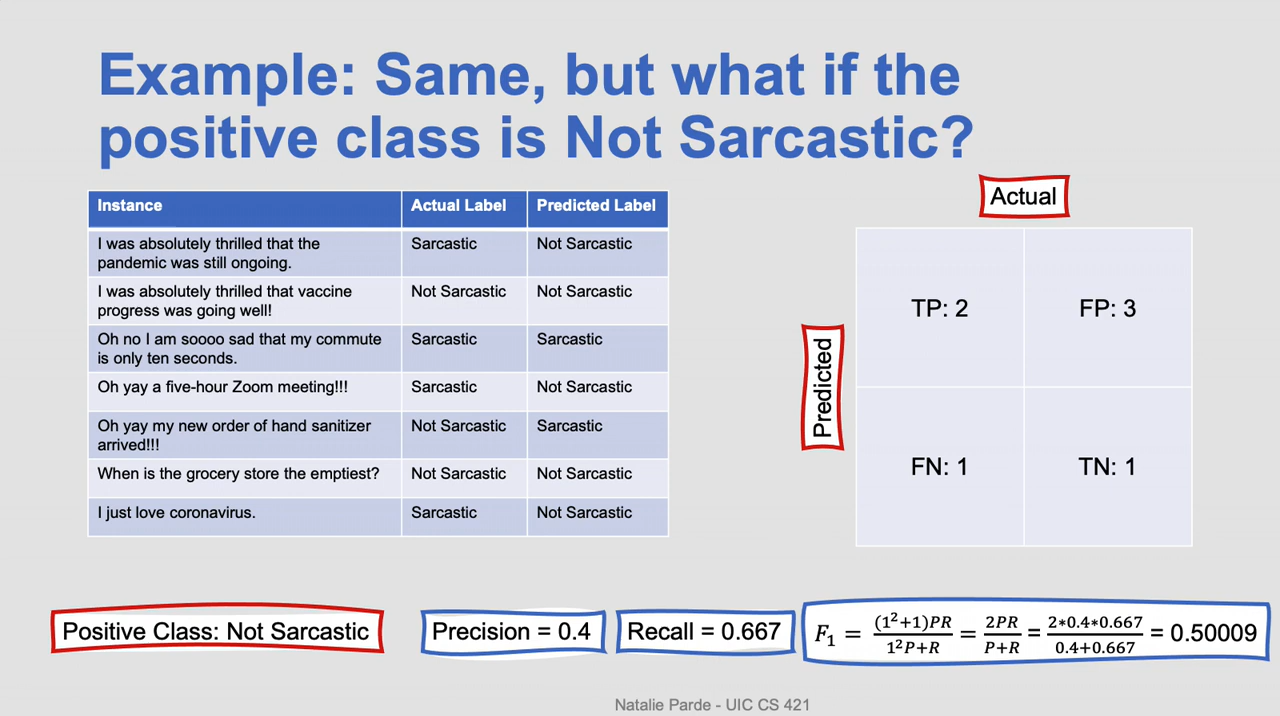 Example: Same, but what if the
positive class is Not Sarcastic?
Instance Actual Label Predicted Label
I was absolutely thrilled that the
pandemic was still ongoing.
Sarcastic Not Sarcastic
I was absolutely thrilled that vaccine
progress was going well!
Not Sarcastic Not Sarcastic
Oh no I am soooo sad that my commute
is only ten seconds.
Sarcastic Sarcastic
Oh yay a five-hour Zoom meeting!!! Sarcastic Not Sarcastic
Oh yay my new order of hand sanitizer
arrived!!!
Not Sarcastic Sarcastic
When is the grocery store the emptiest? Not Sarcastic Not Sarcastic
I just love coronavirus. Sarcastic Not Sarcastic
Actual
Predicted
TP: 2 FP: 3
FN: 1 TN: 1
Positive Class: Not Sarcastic
Precision = 0.4
Recall = 0.667
F₁ = (1²+1)PR / 1²P+R = 2PR / P+R = 2*0.4*0.667 / 0.4+0.667 = 0.50009
Natalie Parde - UIC CS 421